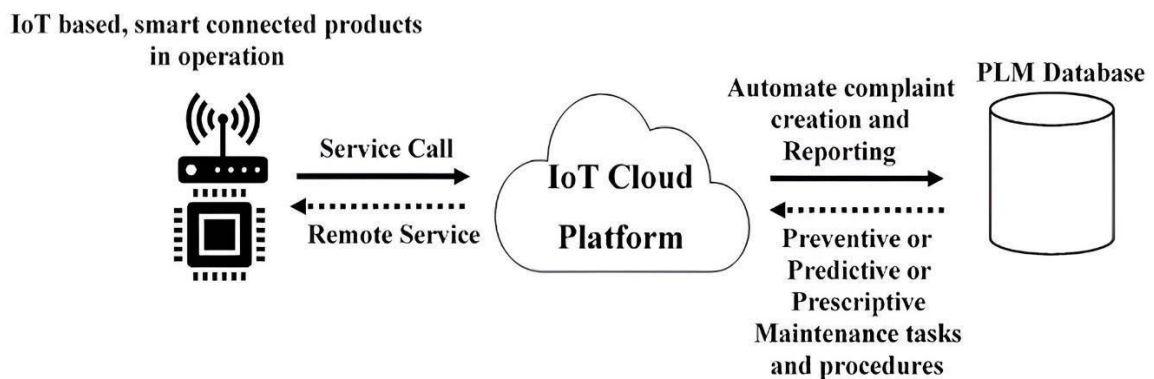 IoT based, smart connected products
in operation
Service Call
Remote Service
IoT Cloud
Platform
Automate complaint
creation and
Reporting
Preventive or
Predictive or
Prescriptive
Maintenance tasks
and procedures
PLM Database